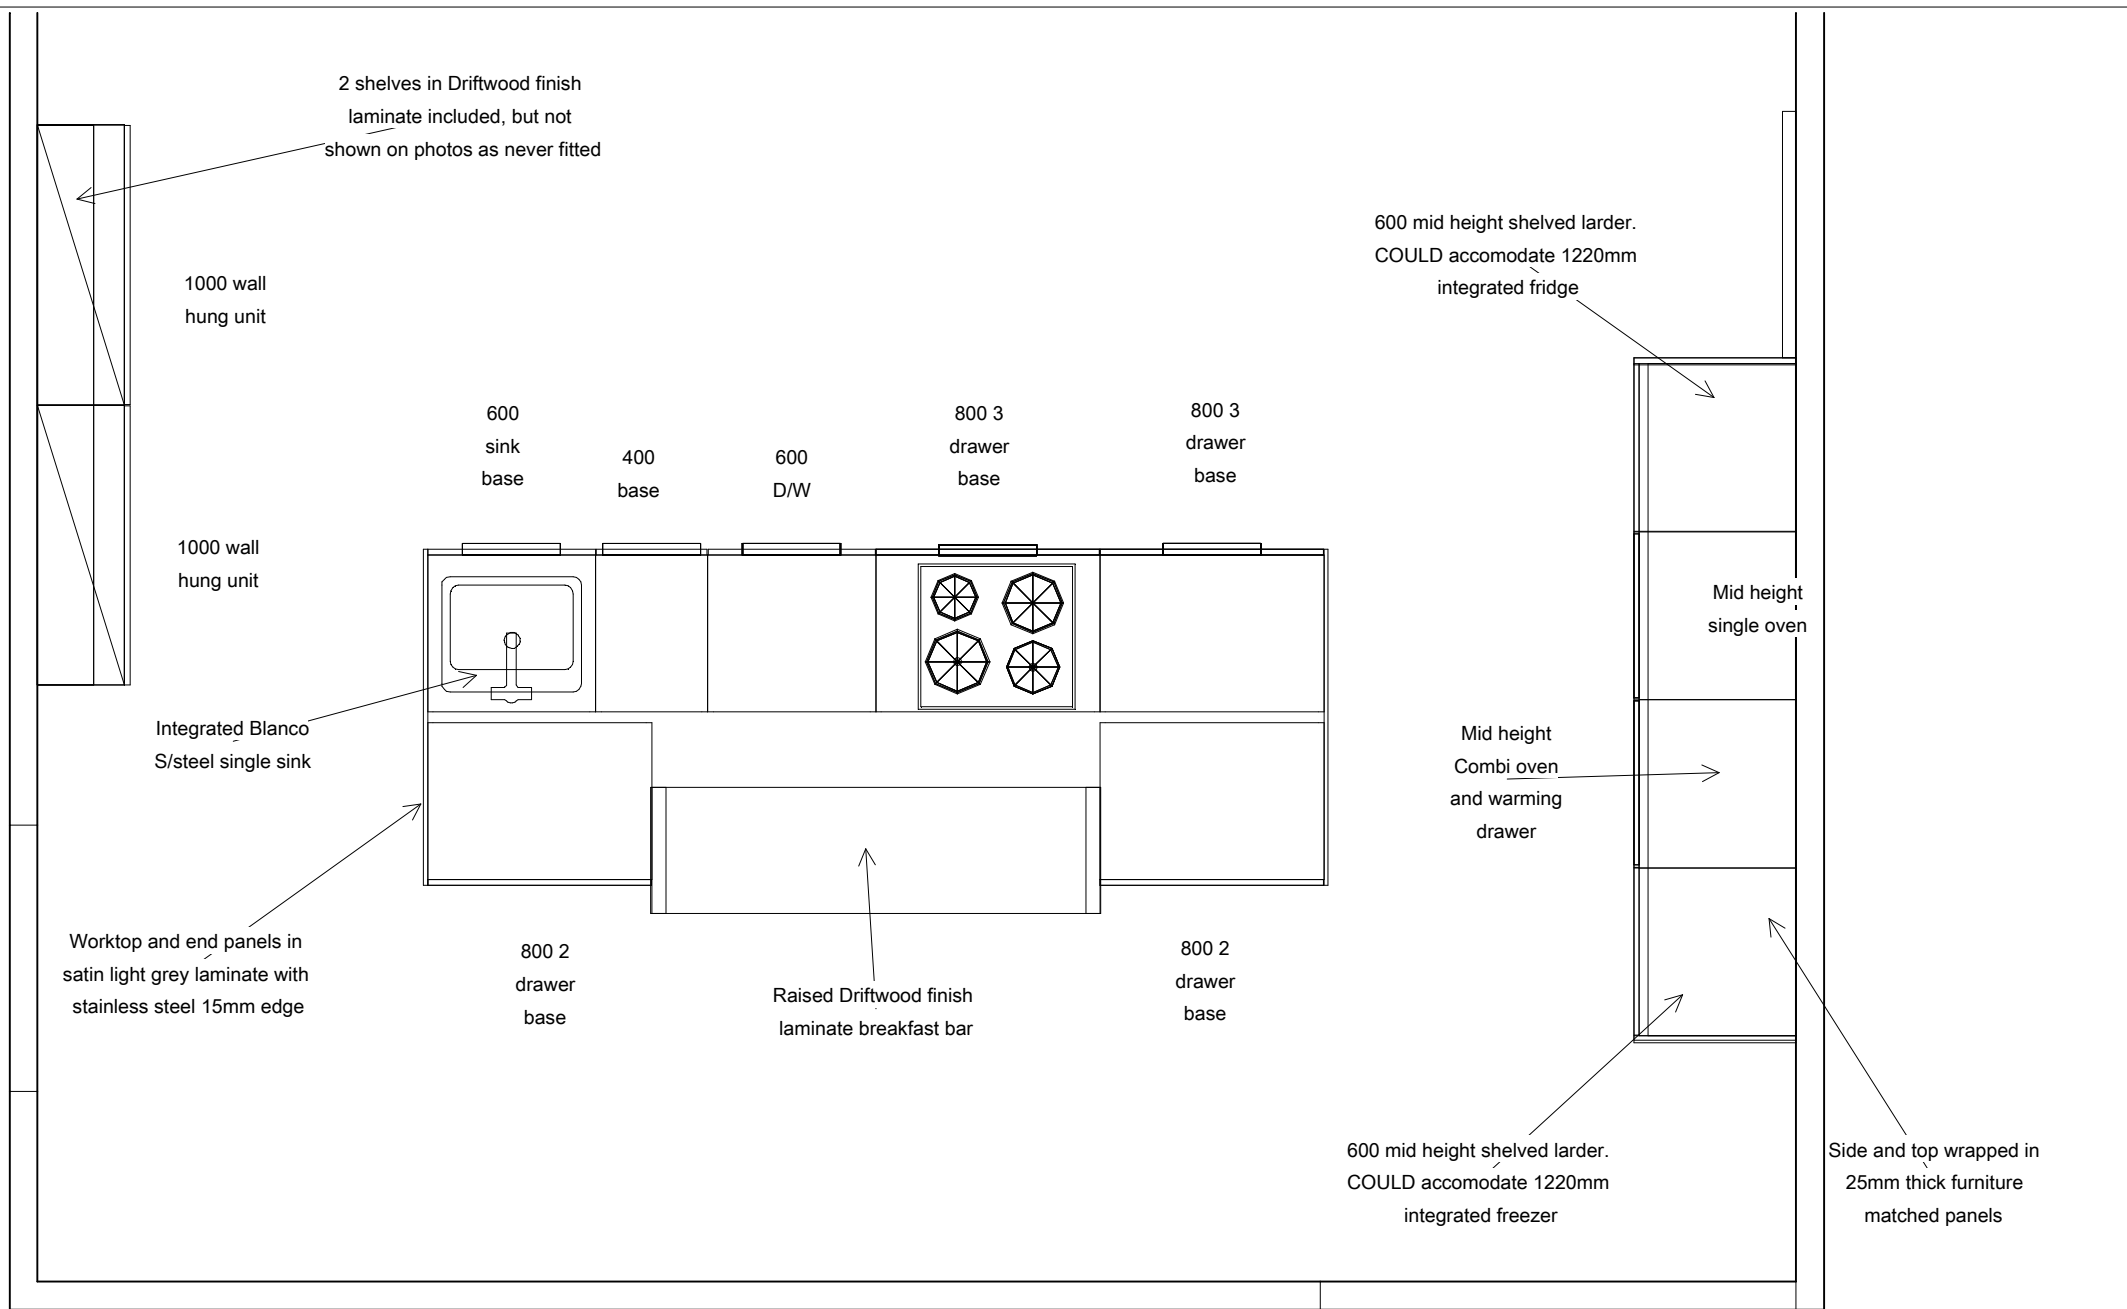 2 shelves in Driftwood finish
laminate included, but not
shown on photos as never fitted
600 mid height shelved larder.
COULD accomodate 1220mm
integrated fridge
1000 wall
hung unit
600
sink
base
400
base
600
D/W
800 3
drawer
base
800 3
drawer
base
1000 wall
hung unit
Mid height
single oven
Integrated Blanco
S/steel single sink
Mid height
Combi oven
and warming
drawer
Worktop and end panels in
satin light grey laminate with
stainless steel 15mm edge
800 2
drawer
base
Raised Driftwood finish
laminate breakfast bar
800 2
drawer
base
600 mid height shelved larder.
COULD accomodate 1220mm
integrated freezer
Side and top wrapped in
25mm thick furniture
matched panels